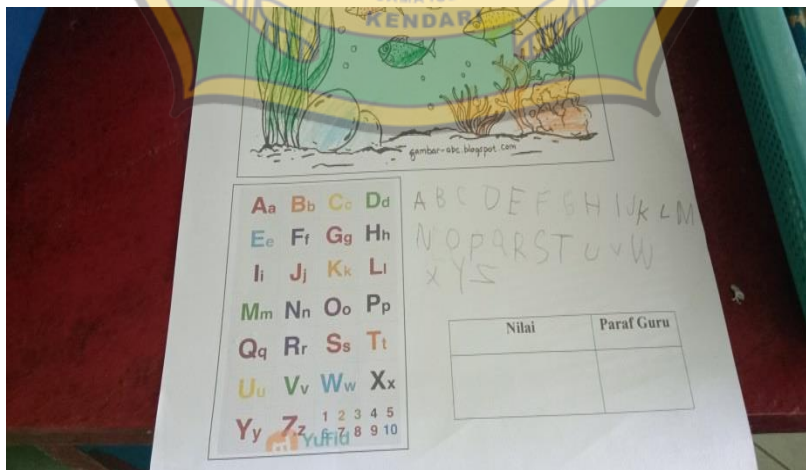 KENDARI
gambar-abc.blogspot.com
Aa Bb Cc Dd
Ee Ff Gg Hh
Ii Jj Kk Ll
Mm Nn Oo Pp
Qq Rr Ss Tt
Uu Vv Ww Xx
Yy Zz 1 2 3 4 5
6 7 8 9 10
Yufid
A B C D E F G H I J K L M
N O P Q R S T U V W
X Y S
Nilai Paraf Guru